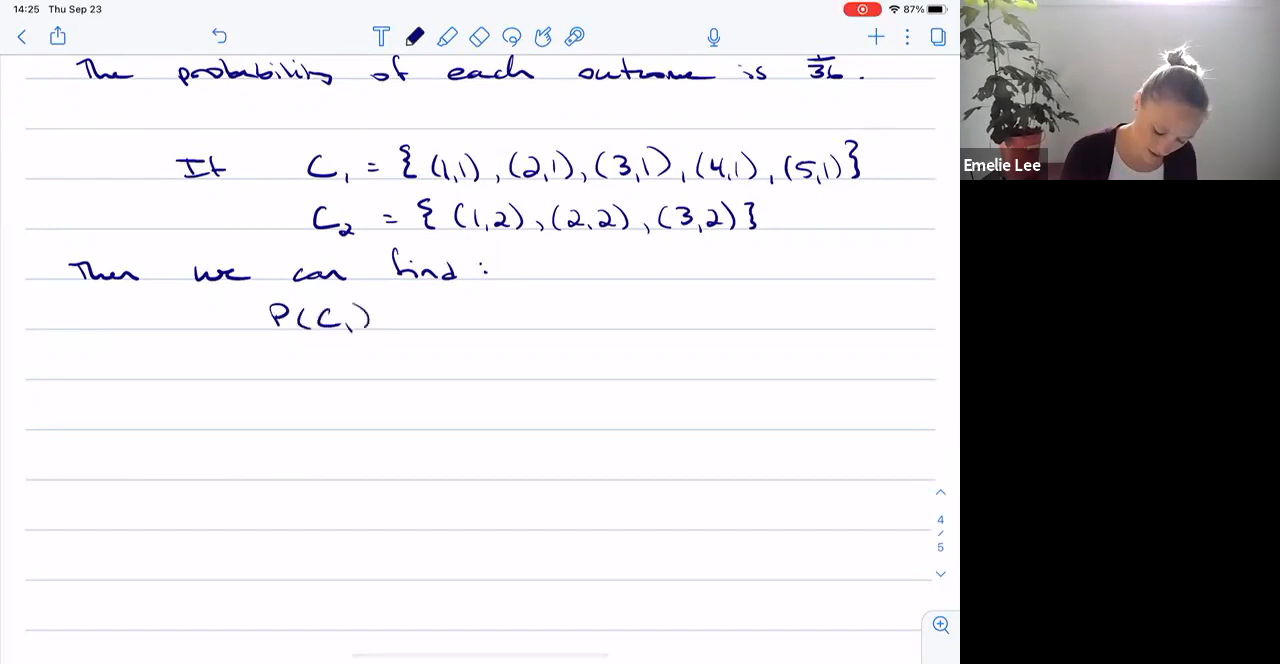 14:25 Thu Sep 23
87%
The probability of each outcome is 1/36.
Emelie Lee
If C₁ = { (1,1), (2,1), (3,1), (4,1), (5,1)}
C₂ = { (1,2), (2,2), (3,2)}
Then we can find:
P(C₁)
4
/
5